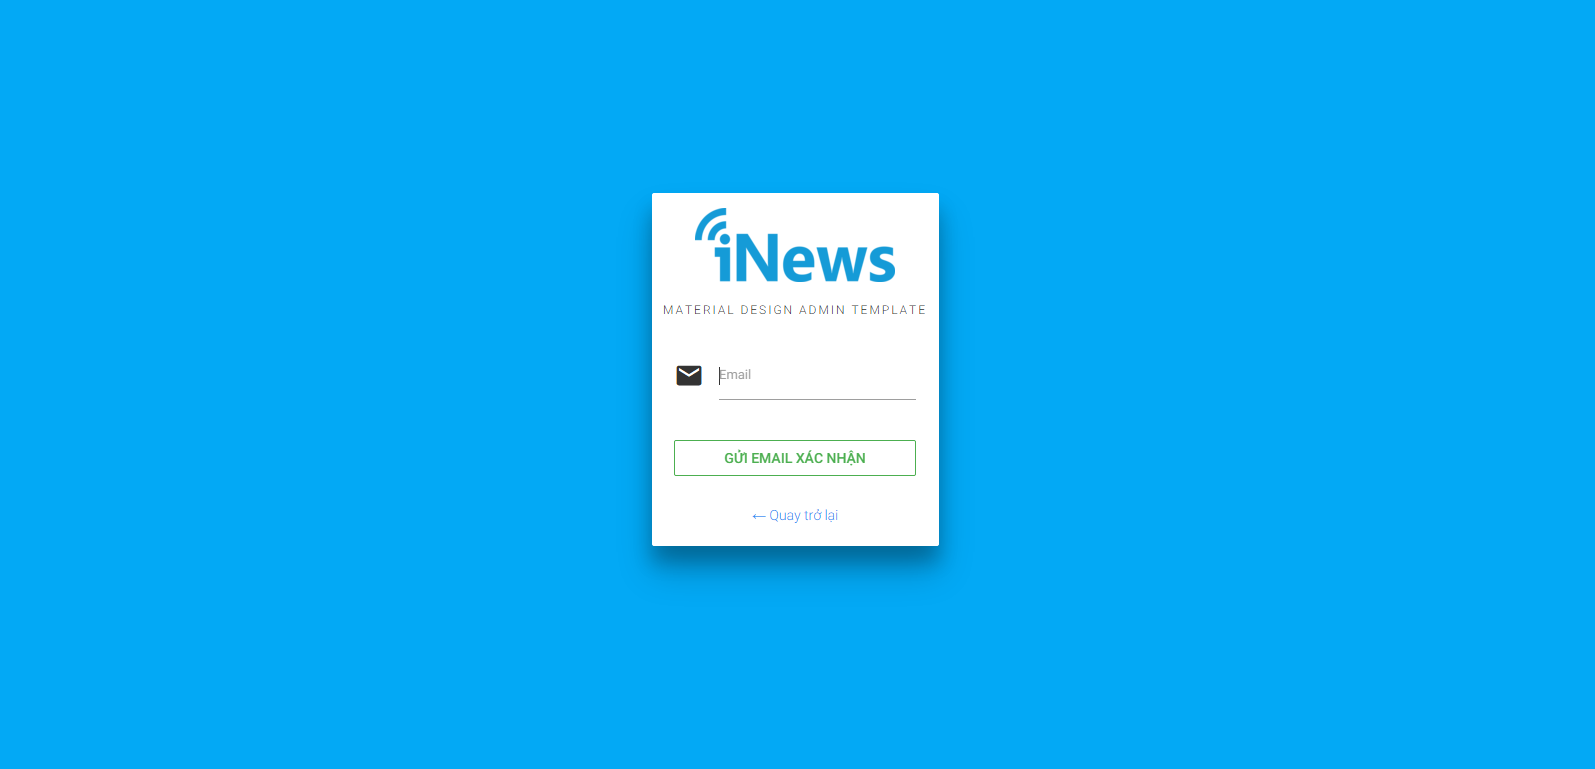 iNews
MATERIAL DESIGN ADMIN TEMPLATE
Email
GỬI EMAIL XÁC NHẬN
← Quay trở lại